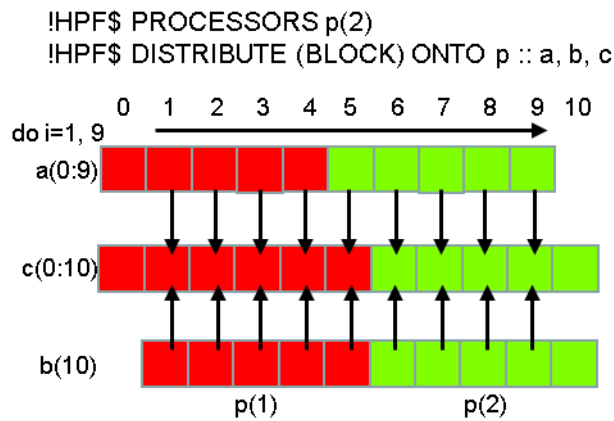 !HPF$ PROCESSORS p(2)
!HPF$ DISTRIBUTE (BLOCK) ONTO p :: a, b, c
0 1 2 3 4 5 6 7 8 9 10
do i=1, 9
a(0:9)
c(0:10)
b(10)
p(1) p(2)